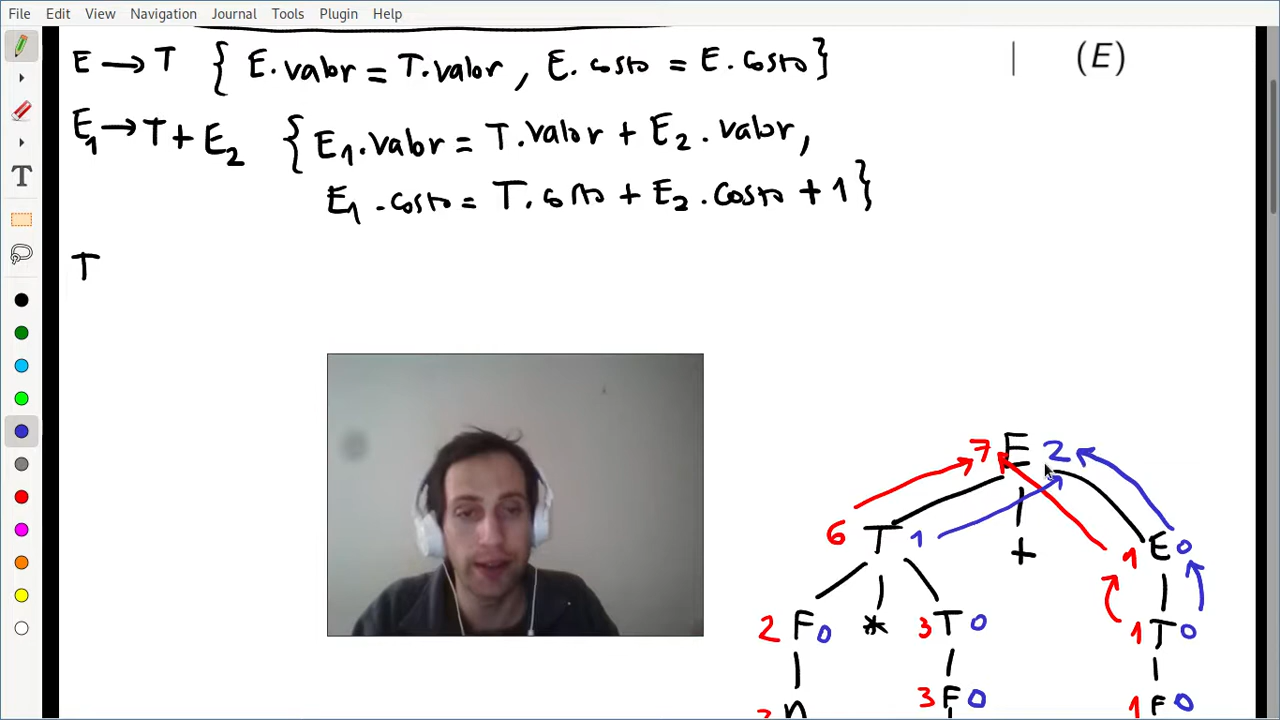 File Edit View Navigation Journal Tools Plugin Help
E → T { E.valor = T.valor, E.costo = E.costo}
| (E)
E1 → T + E2 { E1.valor = T.valor + E2.valor,
E1.costo = T.costo + E2.costo + 1}
T
T
7 E 2
6 T 1 + 1 E 0
2 F 0 * 3 T 0 1 T 0
n 3 F 0 1 F 0